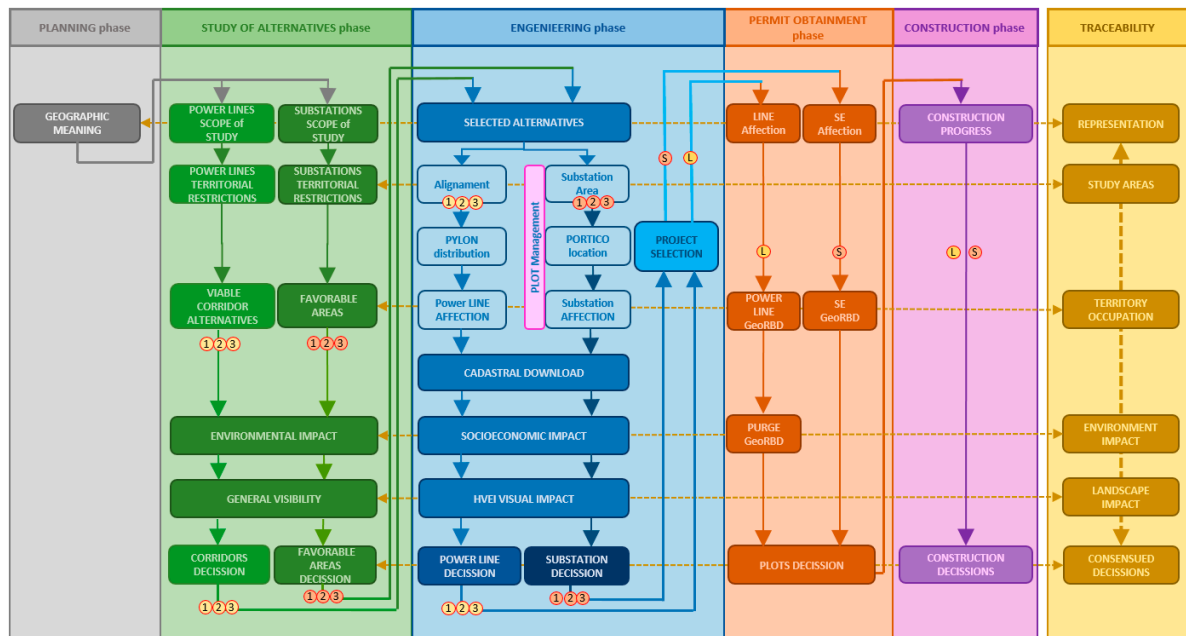 PLANNING phase
STUDY OF ALTERNATIVES phase
ENGENIEERING phase
PERMIT OBTAINMENT
phase
CONSTRUCTION phase
TRACEABILITY
GEOGRAPHIC
MEANING
POWER LINES
SCOPE of
STUDY
SUBSTATIONS
SCOPE of
STUDY
SELECTED ALTERNATIVES
LINE
Affection
SE
Affection
CONSTRUCTION
PROGRESS
REPRESENTATION
S
L
POWER LINES
TERRITORIAL
RESTRICTIONS
SUBSTATIONS
TERRITORIAL
RESTRICTIONS
Alignament
1 2 3
Substation
Area
1 2 3
STUDY AREAS
PLOT Management
PYLON
distribution
PORTICO
location
PROJECT
SELECTION
L
S
L S
VIABLE
CORRIDOR
ALTERNATIVES
FAVORABLE
AREAS
Power LINE
AFFECTION
Substation
AFFECTION
POWER
LINE
GeoRBD
SE
GeoRBD
TERRITORY
OCCUPATION
1 2 3
1 2 3
CADASTRAL DOWNLOAD
ENVIRONMENTAL IMPACT
SOCIOECONOMIC IMPACT
PURGE
GeoRBD
ENVIRONMENT
IMPACT
GENERAL VISIBILITY
HVEI VISUAL IMPACT
LANDSCAPE
IMPACT
CORRIDORS
DECISSION
FAVORABLE
AREAS
DECISSION
POWER LINE
DECISSION
SUBSTATION
DECISSION
PLOTS DECISSION
CONSTRUCTION
DECISSIONS
CONSENSUED
DECISSIONS
1 2 3
1 2 3
1 2 3
1 2 3